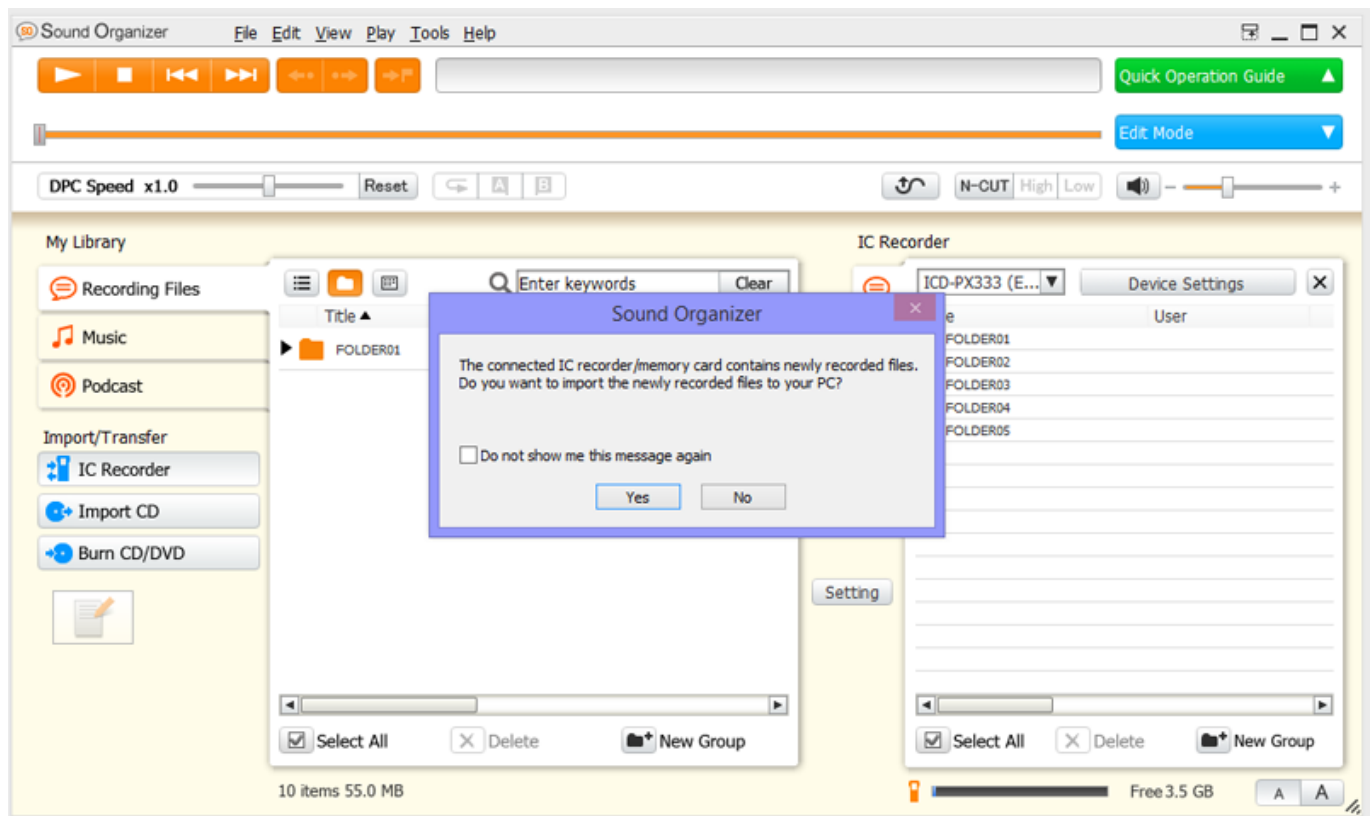 Sound Organizer File Edit View Play Tools Help
Quick Operation Guide
Edit Mode
DPC Speed x1.0 Reset A B N-CUT High Low
My Library
Recording Files
Music
Podcast
Import/Transfer
IC Recorder
Import CD
Burn CD/DVD
Enter keywords Clear
Title
FOLDER01
10 items 55.0 MB
Select All Delete New Group
Sound Organizer
The connected IC recorder/memory card contains newly recorded files.
Do you want to import the newly recorded files to your PC?
Do not show me this message again
Yes No
Setting
IC Recorder
ICD-PX333 (E... Device Settings
User
FOLDER01
FOLDER02
FOLDER03
FOLDER04
FOLDER05
Select All Delete New Group
Free 3.5 GB A A